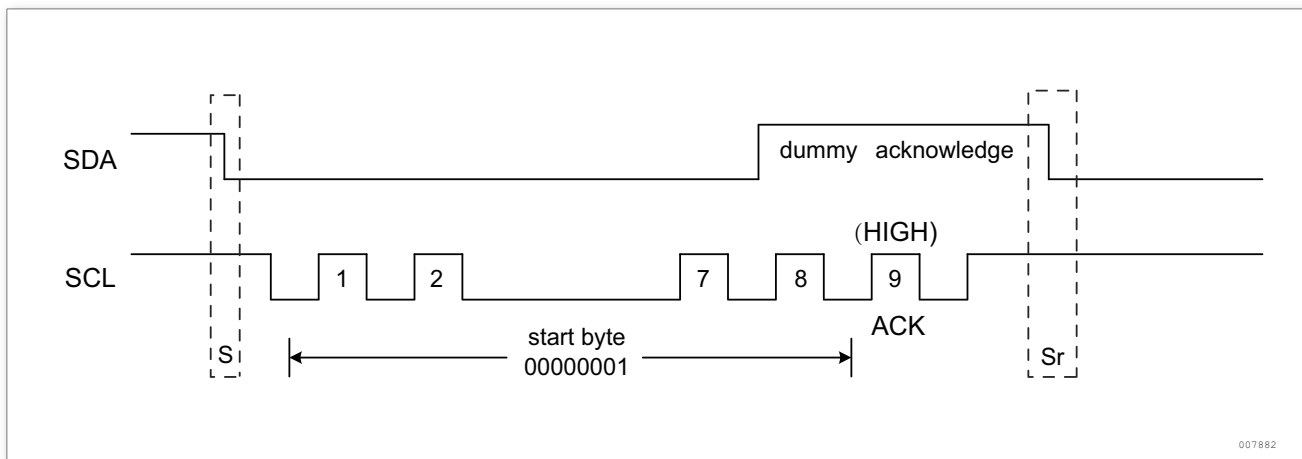 SDA
dummy acknowledge
(HIGH)
SCL
1
2
7
8
9
ACK
S
start byte
00000001
Sr
007882